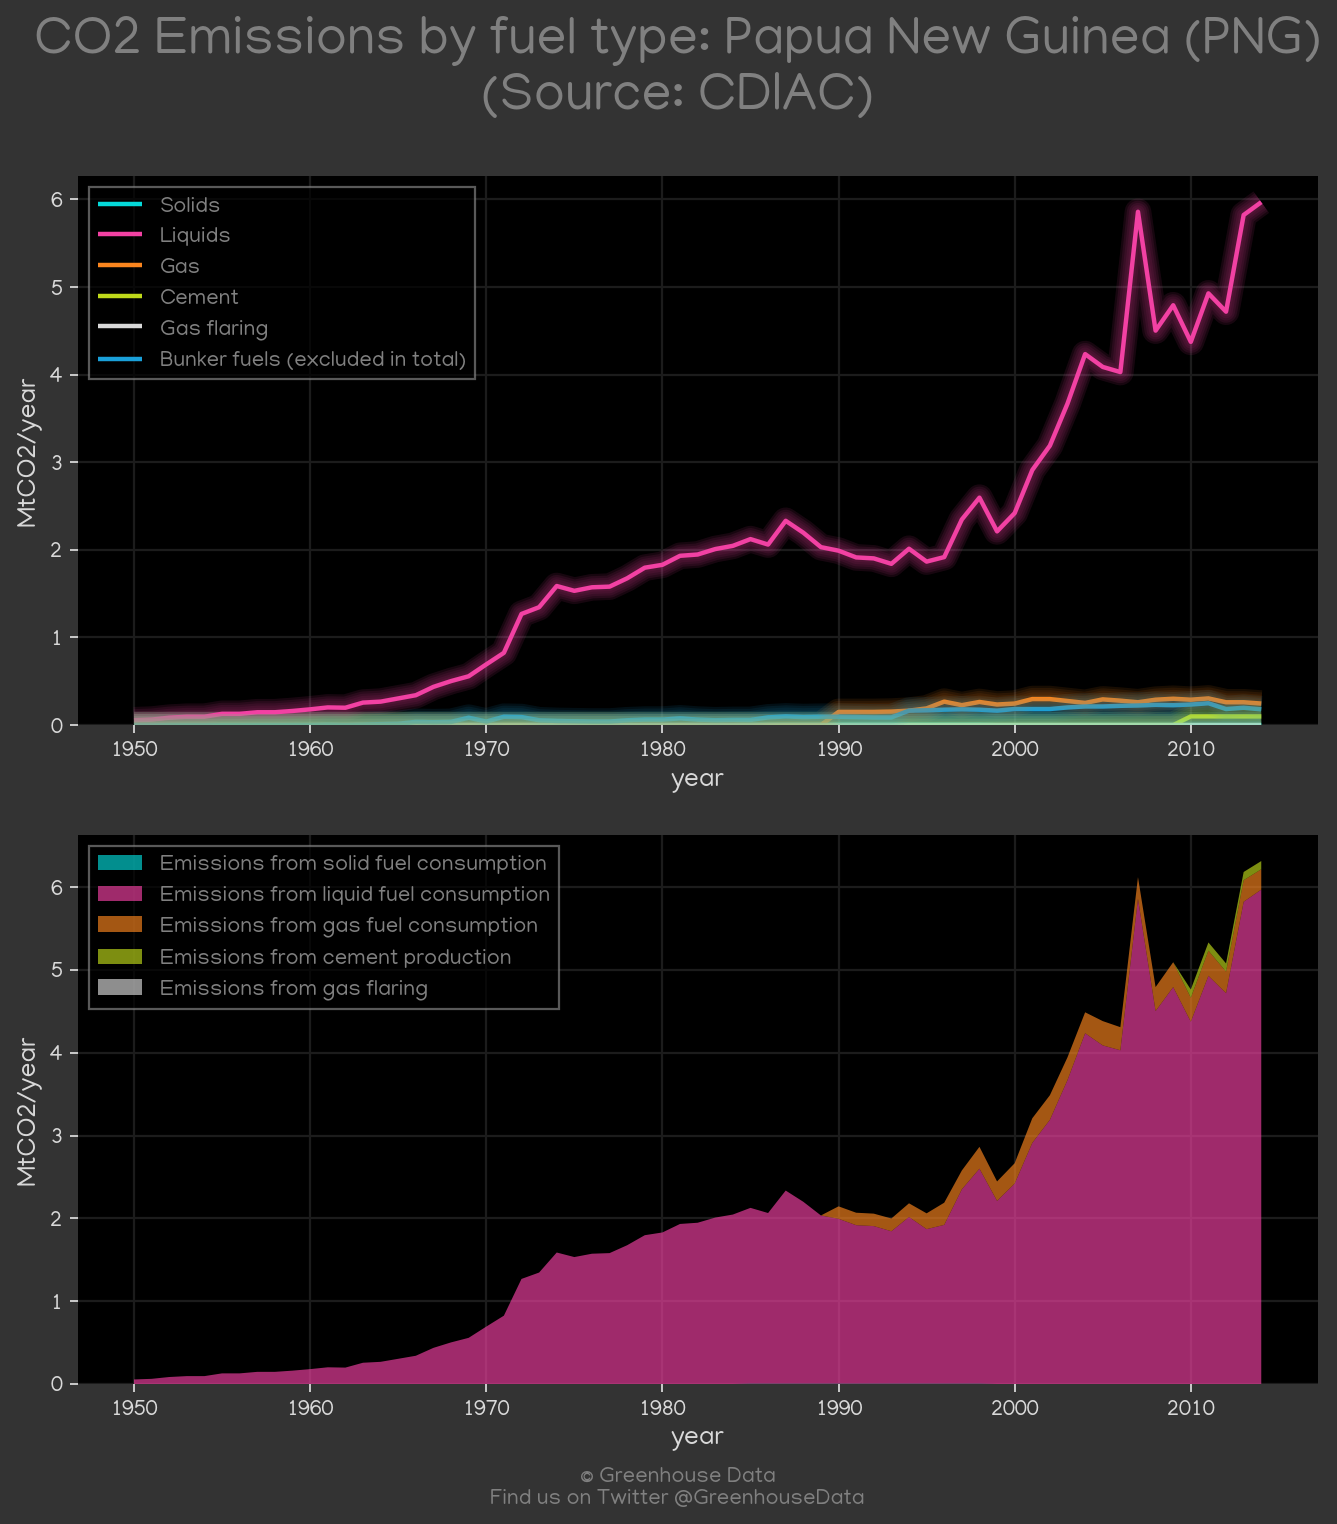 CO2 Emissions by fuel type: Papua New Guinea (PNG)
(Source: CDIAC)
6
5
4
3
2
1
0
MtCO2/year
Solids
Liquids
Gas
Cement
Gas flaring
Bunker fuels (excluded in total)
1950 1960 1970 1980 1990 2000 2010
year
6
5
4
3
2
1
0
MtCO2/year
Emissions from solid fuel consumption
Emissions from liquid fuel consumption
Emissions from gas fuel consumption
Emissions from cement production
Emissions from gas flaring
1950 1960 1970 1980 1990 2000 2010
year
© Greenhouse Data
Find us on Twitter @GreenhouseData